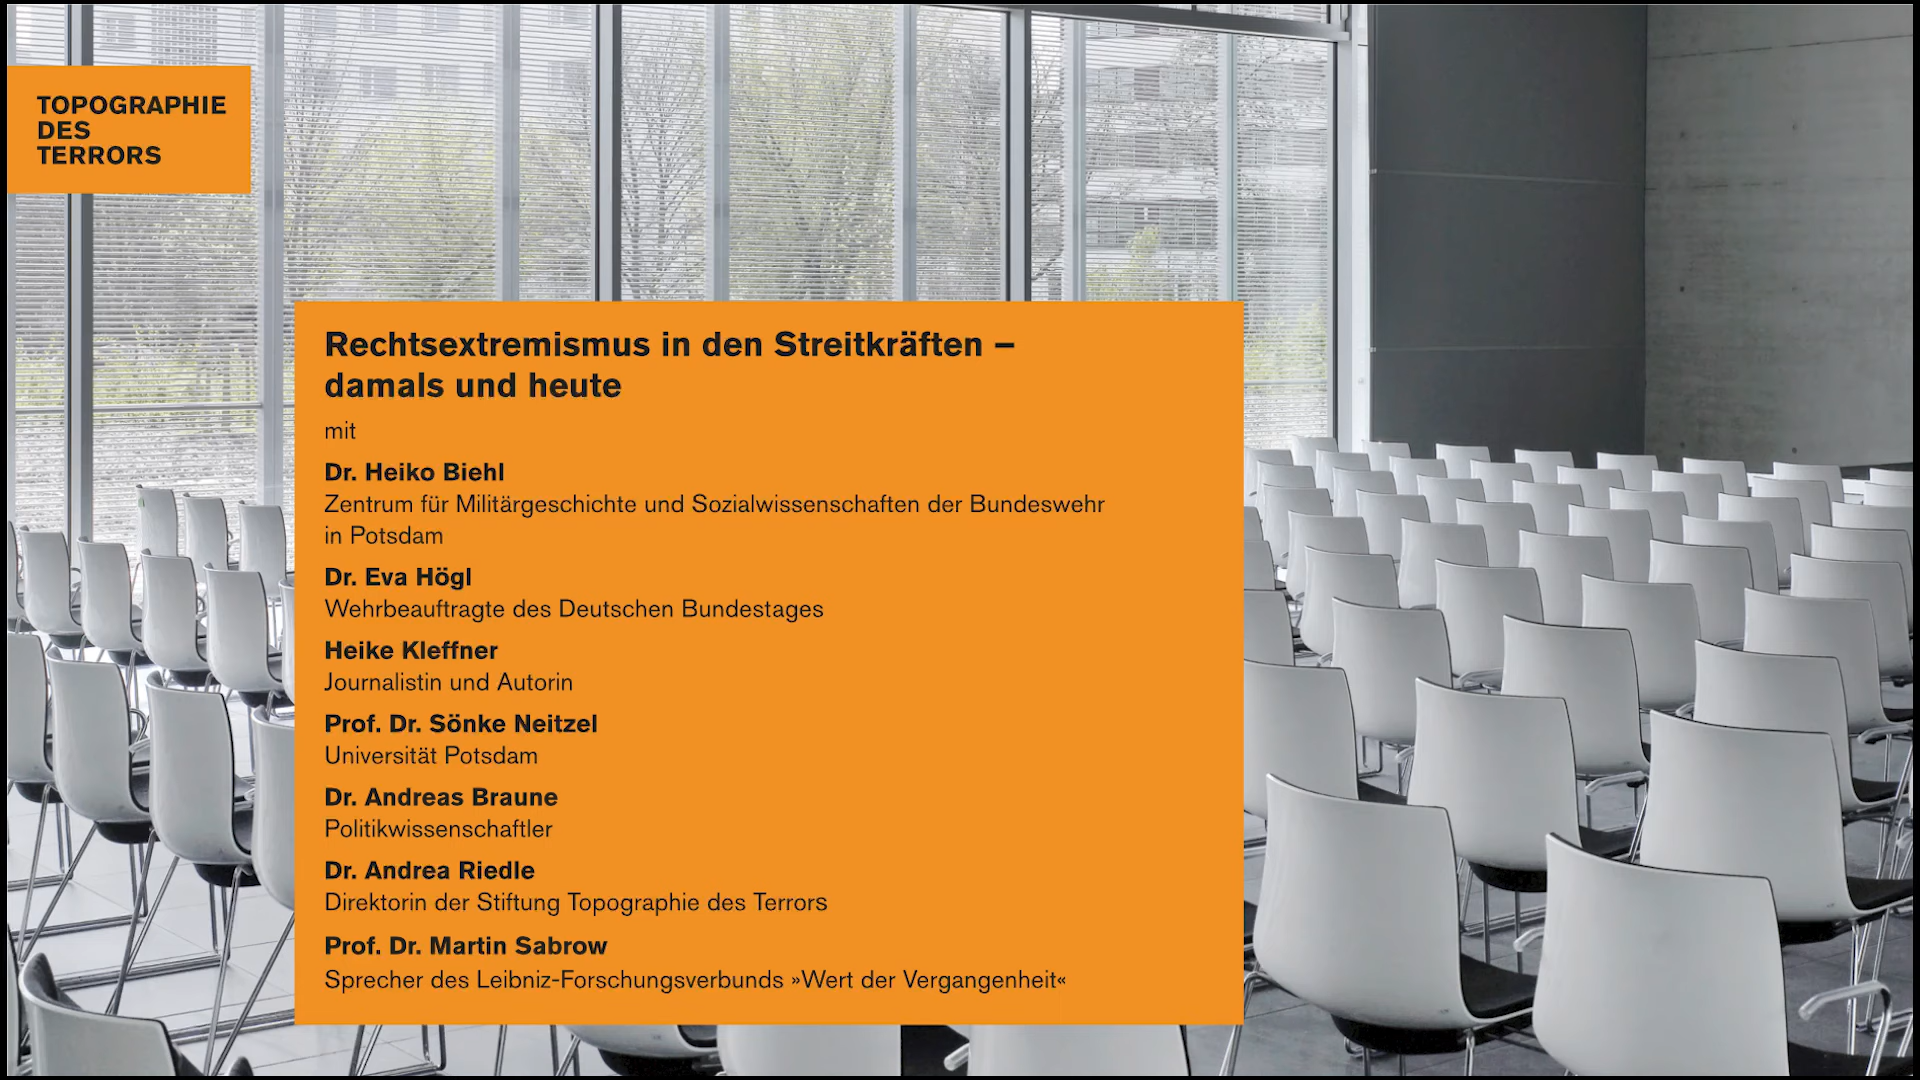 TOPOGRAPHIE
DES
TERRORS
Rechtsextremismus in den Streitkräften –
damals und heute
mit
Dr. Heiko Biehl
Zentrum für Militärgeschichte und Sozialwissenschaften der Bundeswehr
in Potsdam
Dr. Eva Högl
Wehrbeauftragte des Deutschen Bundestages
Heike Kleffner
Journalistin und Autorin
Prof. Dr. Sönke Neitzel
Universität Potsdam
Dr. Andreas Braune
Politikwissenschaftler
Dr. Andrea Riedle
Direktorin der Stiftung Topographie des Terrors
Prof. Dr. Martin Sabrow
Sprecher des Leibniz-Forschungsverbunds »Wert der Vergangenheit«